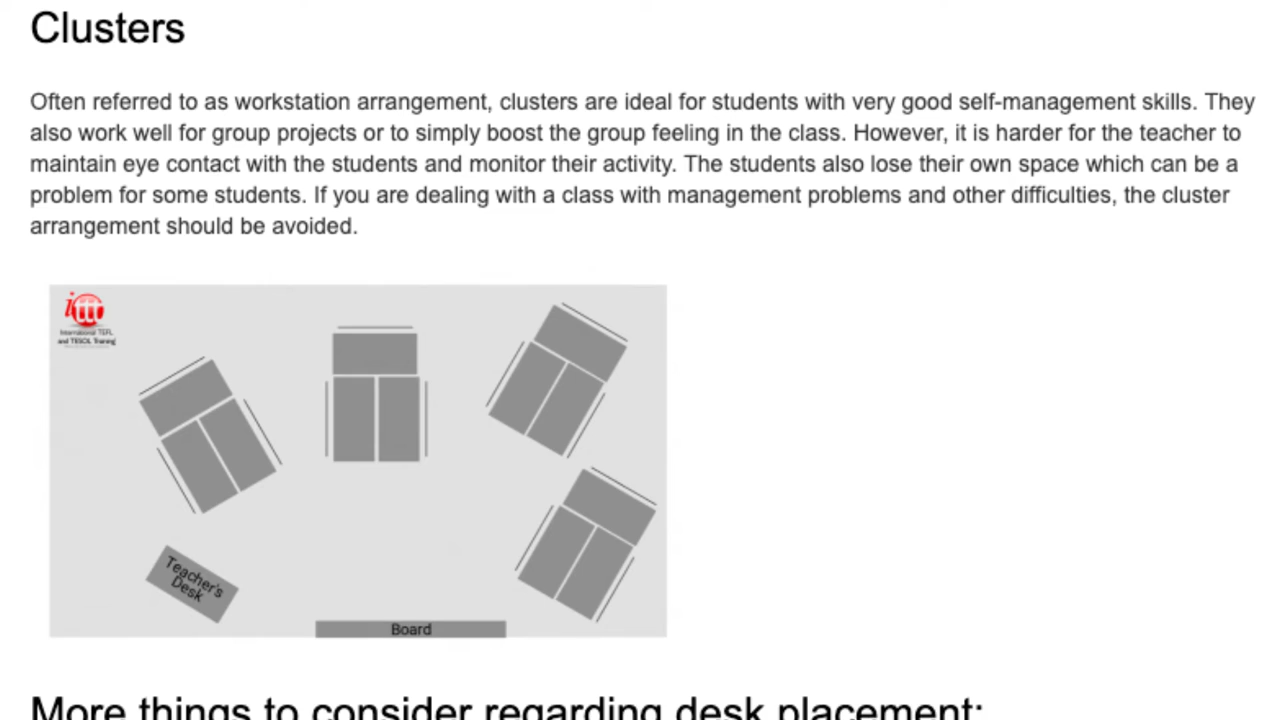 Clusters
Often referred to as workstation arrangement, clusters are ideal for students with very good self-management skills. They
also work well for group projects or to simply boost the group feeling in the class. However, it is harder for the teacher to
maintain eye contact with the students and monitor their activity. The students also lose their own space which can be a
problem for some students. If you are dealing with a class with management problems and other difficulties, the cluster
arrangement should be avoided.
ittt
International TEFL
and TESOL Training
Teacher's
Desk
Board
More things to consider regarding desk placement: